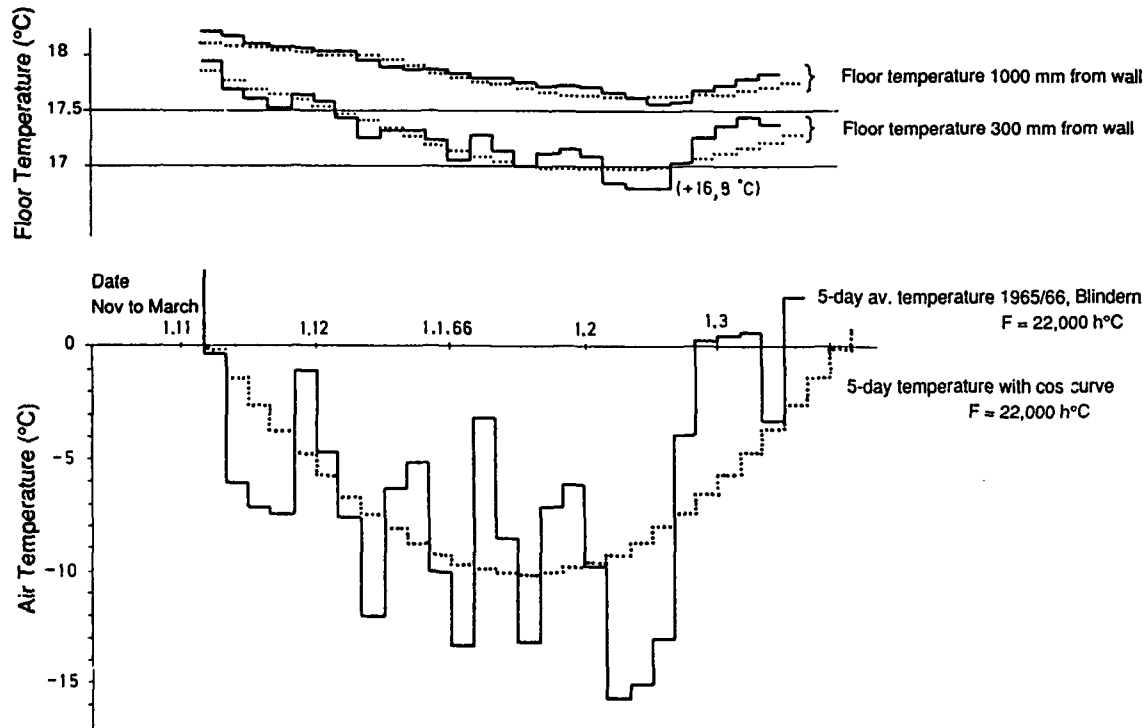 Floor Temperature (°C)
18
17.5
17
Floor temperature 1000 mm from wall
Floor temperature 300 mm from wall
(+16,9 °C)
Date
Nov to March
1.11
1.12
1.1.66
1.2
1.3
5-day av. temperature 1965/66, Blindern
F = 22,000 h°C
5-day temperature with cos curve
F = 22,000 h°C
Air Temperature (°C)
0
-5
-10
-15